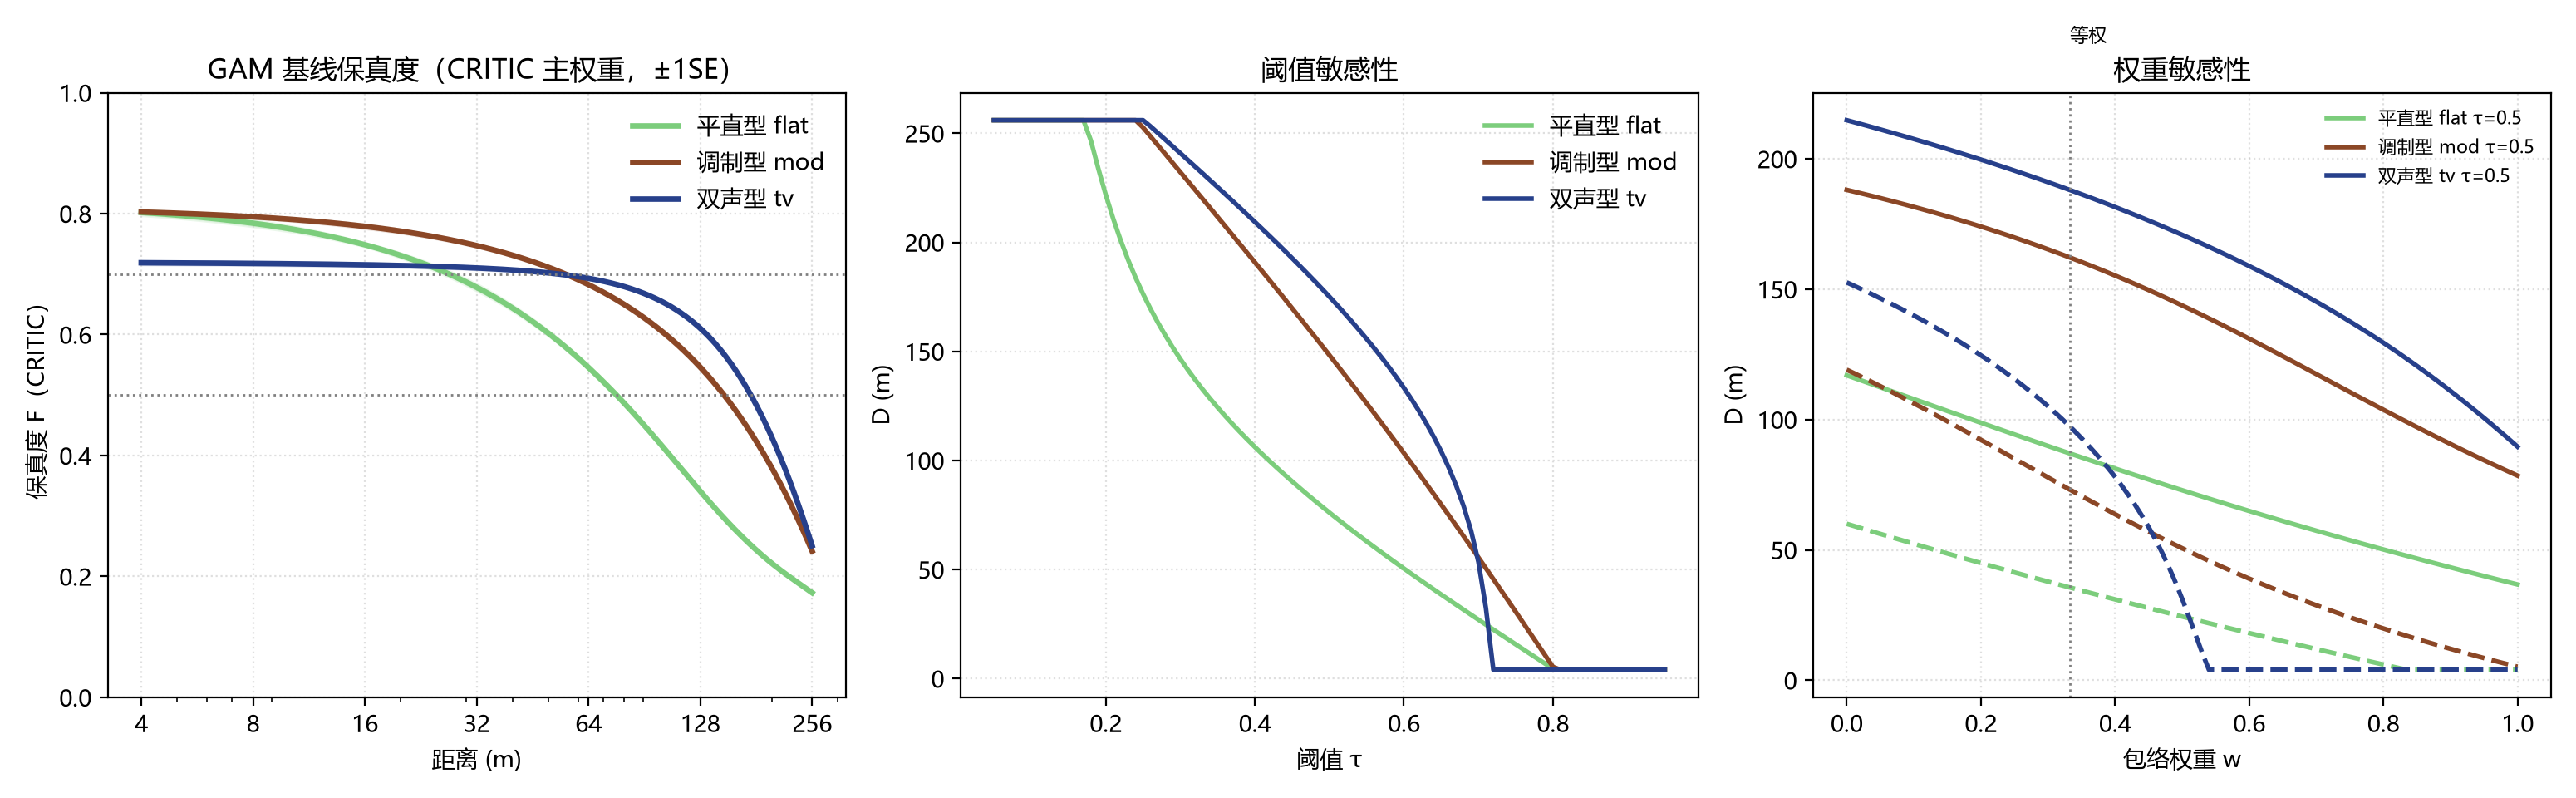 GAM 基线保真度（CRITIC 主权重，±1SE）
保真度 F（CRITIC）
1.0
0.8
0.6
0.4
0.2
0.0
平直型 flat
调制型 mod
双声型 tv
4 8 16 32 64 128 256
距离 (m)
阈值敏感性
D (m)
250
200
150
100
50
0
平直型 flat
调制型 mod
双声型 tv
0.2 0.4 0.6 0.8
阈值 τ
等权
权重敏感性
D (m)
200
150
100
50
0
平直型 flat τ=0.5
调制型 mod τ=0.5
双声型 tv τ=0.5
0.0 0.2 0.4 0.6 0.8 1.0
包络权重 w